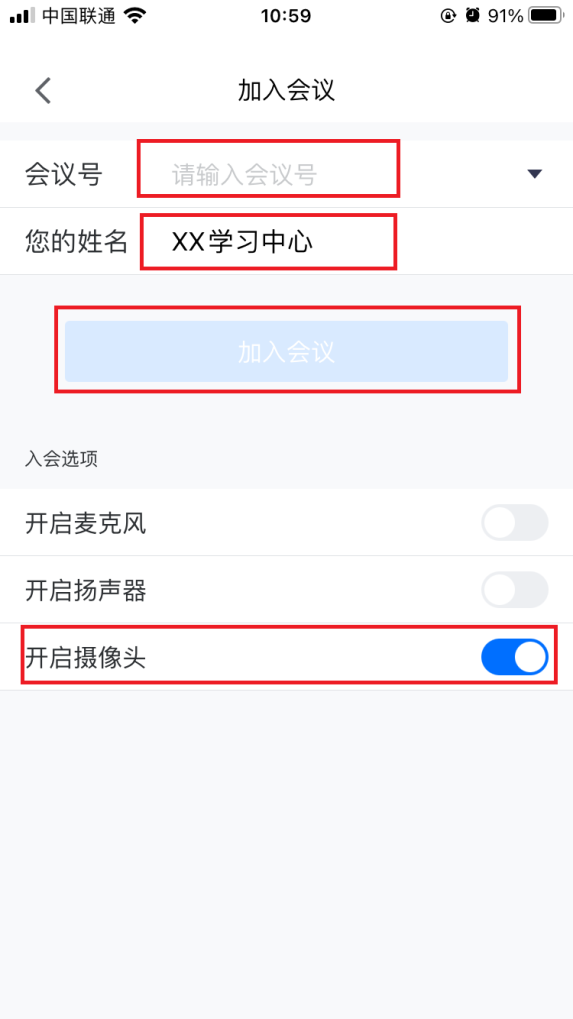 中国联通 10:59 91%
加入会议
会议号 请输入会议号
您的姓名 XX学习中心
加入会议
入会选项
开启麦克风
开启扬声器
开启摄像头